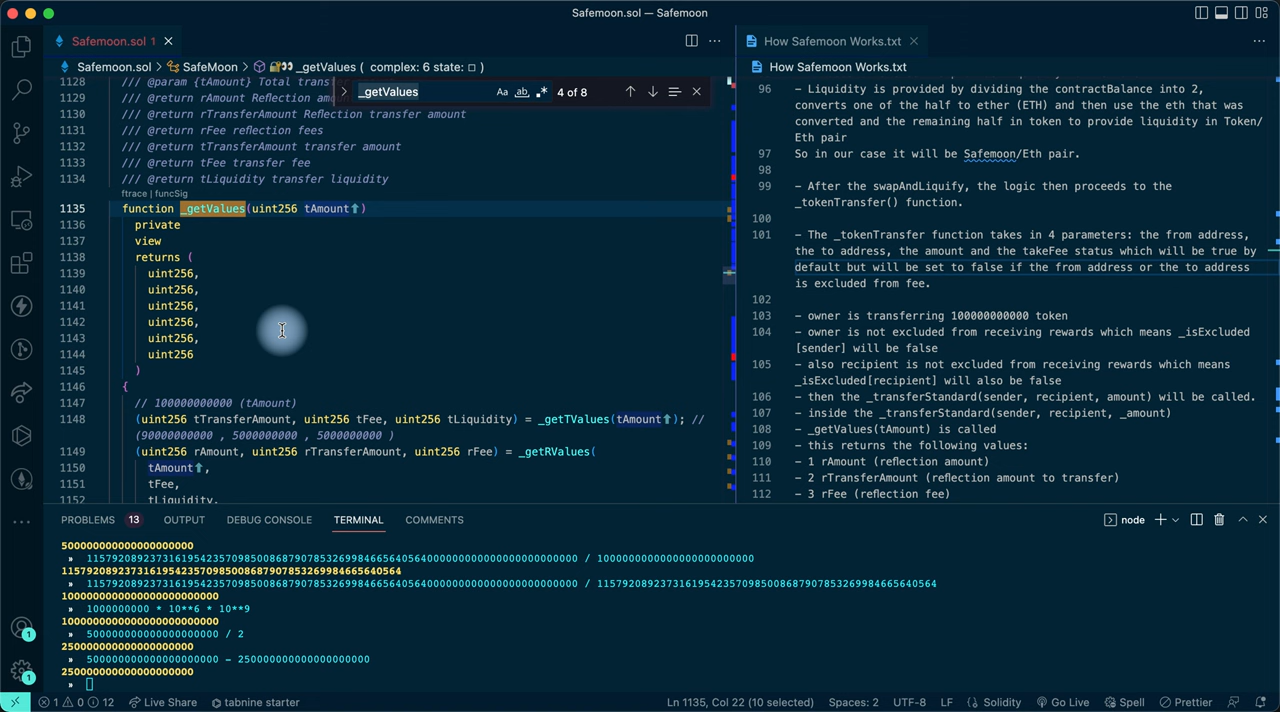 Safemoon.sol — Safemoon
Safemoon.sol 1
How Safemoon Works.txt
Safemoon.sol > SafeMoon > _getValues ( complex: 6 state: □ )
How Safemoon Works.txt
_getValues
Aa ab .* 4 of 8
1128 /// @param {tAmount} Total trans
1129 /// @return rAmount Reflection am
1130 /// @return rTransferAmount Reflection transfer amount
1131 /// @return rFee reflection fees
1132 /// @return tTransferAmount transfer amount
1133 /// @return tFee transfer fee
1134 /// @return tLiquidity transfer liquidity
ftrace | funcSig
1135 function _getValues(uint256 tAmount⬆)
1136 private
1137 view
1138 returns (
1139 uint256,
1140 uint256,
1141 uint256,
1142 uint256,
1143 uint256,
1144 uint256
1145 )
1146 {
1147 // 100000000000 (tAmount)
1148 (uint256 tTransferAmount, uint256 tFee, uint256 tLiquidity) = _getTValues(tAmount⬆); //
(90000000000 , 5000000000 , 5000000000 )
1149 (uint256 rAmount, uint256 rTransferAmount, uint256 rFee) = _getRValues(
1150 tAmount⬆,
1151 tFee,
1152 tLiquidity,
96 - Liquidity is provided by dividing the contractBalance into 2,
converts one of the half to ether (ETH) and then use the eth that was
converted and the remaining half in token to provide liquidity in Token/
Eth pair
97 So in our case it will be Safemoon/Eth pair.
98
99 - After the swapAndLiquify, the logic then proceeds to the
_tokenTransfer() function.
100
101 - The _tokenTransfer function takes in 4 parameters: the from address,
the to address, the amount and the takeFee status which will be true by
default but will be set to false if the from address or the to address
is excluded from fee.
102
103 - owner is transferring 100000000000 token
104 - owner is not excluded from receiving rewards which means _isExcluded
[sender] will be false
105 - also recipient is not excluded from receiving rewards which means
_isExcluded[recipient] will also be false
106 - then the _transferStandard(sender, recipient, amount) will be called.
107 - inside the _transferStandard(sender, recipient, _amount)
108 - _getValues(tAmount) is called
109 - this returns the following values:
110 - 1 rAmount (reflection amount)
111 - 2 rTransferAmount (reflection amount to transfer)
112 - 3 rFee (reflection fee)
PROBLEMS 13 OUTPUT DEBUG CONSOLE TERMINAL COMMENTS
node
» 1000000000 * 10**6 * 10**9
1 1
Live Share
tabnine starter
Ln 1135, Col 22 (10 selected)
Spaces: 2
UTF-8
LF
Solidity
Go Live
Spell
Prettier